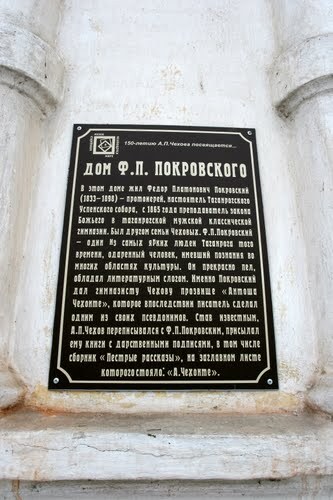 150-летию А.П.Чехова посвящается...
ДОМ Ф.П. ПОКРОВСКОГО
В этом доме жил Федор Платонович Покровский
(1833—1898) – протоиерей, настоятель Таганрогского
Успенского собора, с 1865 года преподаватель закона
Божьего в таганрогской мужской классической
гимназии. Был другом семьи Чеховых. Ф.П.Покровский
– один из самых ярких людей Таганрога того
времени, одаренный человек, имевший познания во
многих областях культуры. Он прекрасно пел,
обладал литературным слогом. Именно Покровский
дал гимназисту Чехову прозвище «Антоша
Чехонте», которое впоследствии писатель сделал
одним из своих псевдонимов. Став известным,
А.П.Чехов переписывался с Ф.П.Покровским, присылал
ему книги с дарственными подписями, в том числе
сборник «Пестрые рассказы», на заглавном листе
которого стояло: «А.Чехонте».